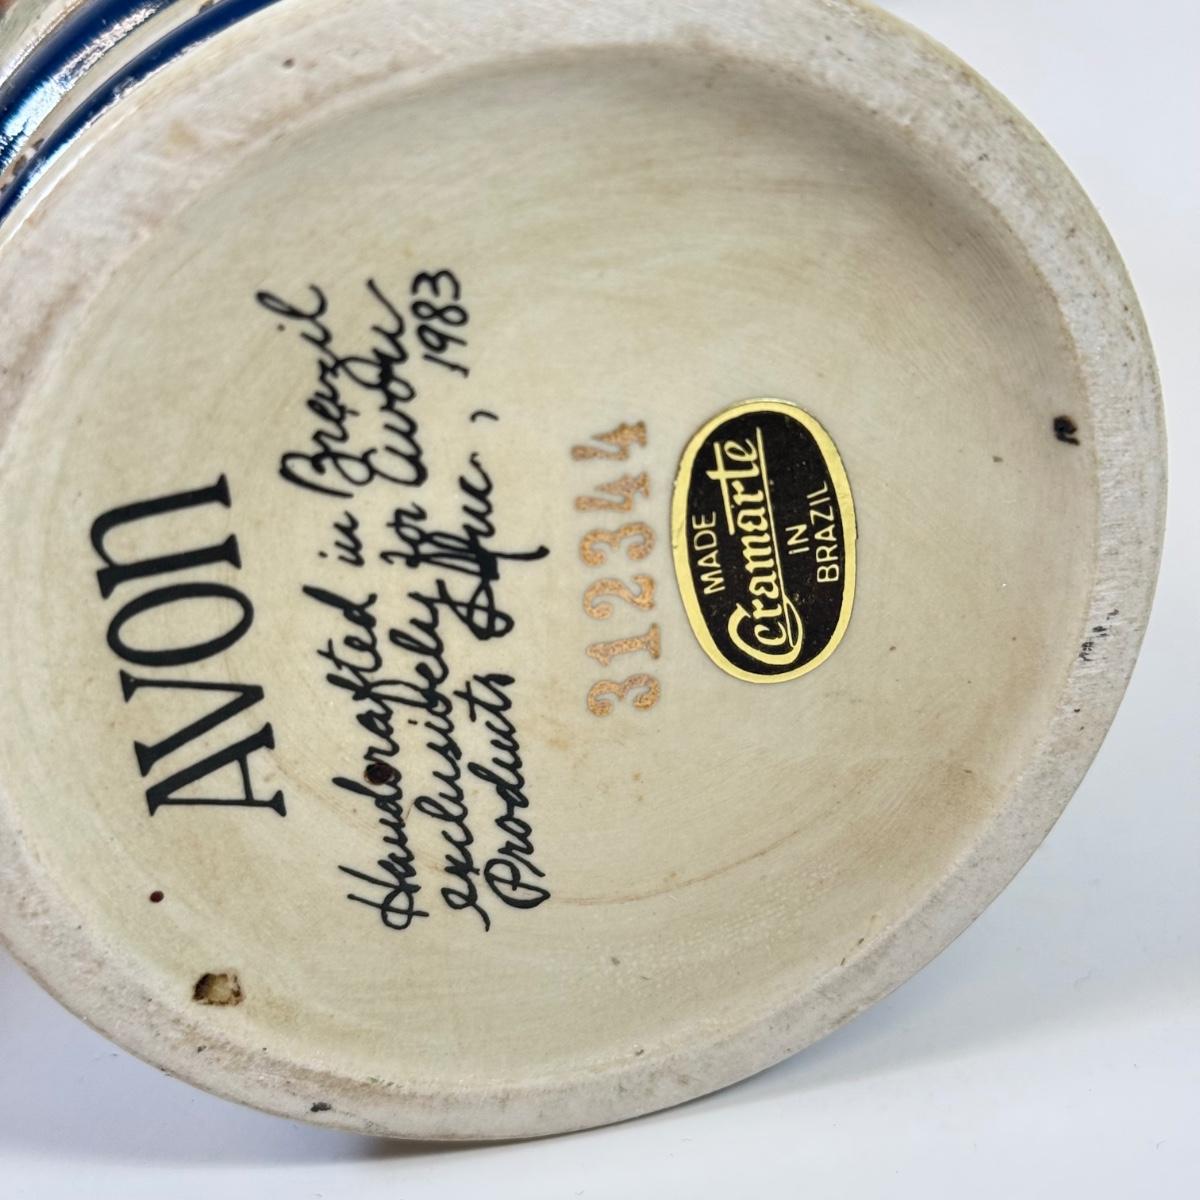 AVON
Handcrafted in Brazil
exclusively for Avon
Products, Inc., 1983
312344
MADE
Ceramarte
IN
BRAZIL